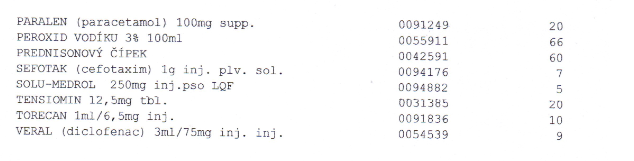 PARALEN (paracetamol) 100mg supp. 0091249 20
PEROXID VODÍKU 3% 100ml 0055911 66
PREDNISONOVÝ ČÍPEK 0042591 60
SEFOTAK (cefotaxim) 1g inj. plv. sol. 0094176 7
SOLU-MEDROL 250mg inj.pso LQF 0094882 5
TENSIOMIN 12,5mg tbl. 0031385 20
TORECAN 1ml/6,5mg inj. 0091836 10
VERAL (diclofenac) 3ml/75mg inj. inj. 0054539 9